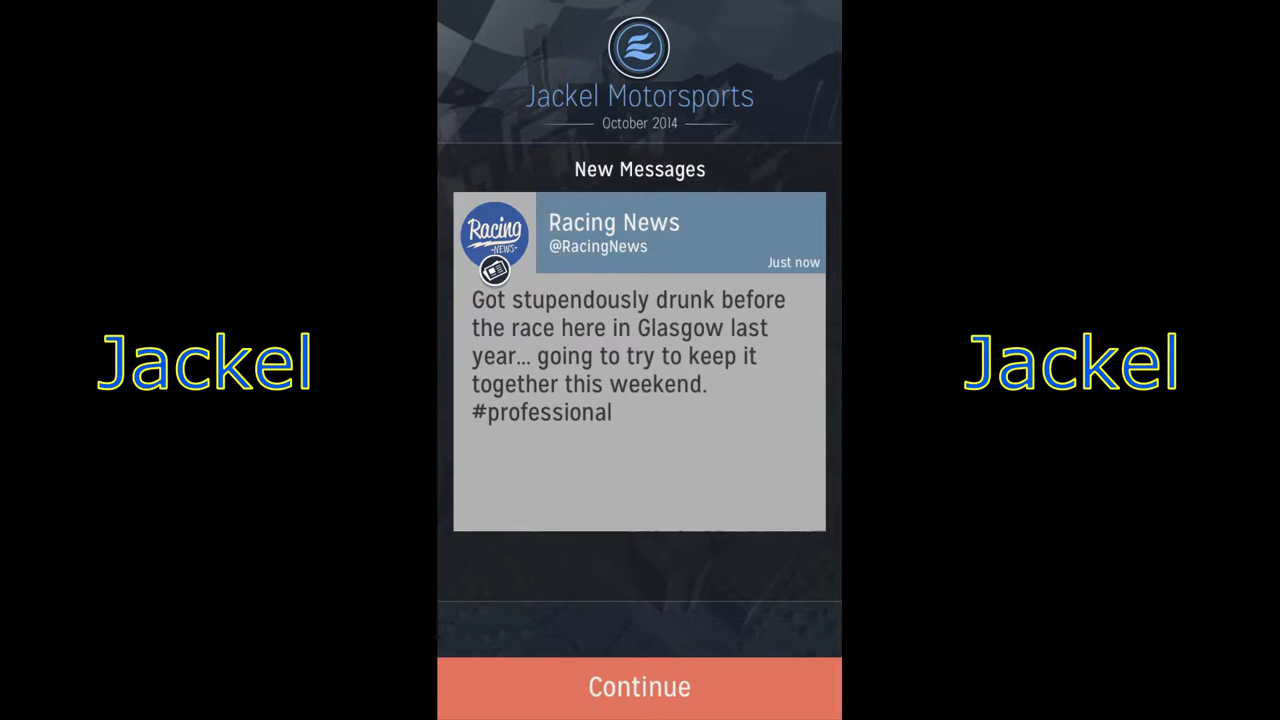 Jackel Motorsports
October 2014
New Messages
Racing
NEWS
Racing News
@RacingNews
Just now
Got stupendously drunk before
the race here in Glasgow last
year... going to try to keep it
together this weekend.
#professional
Jackel
Jackel
Continue